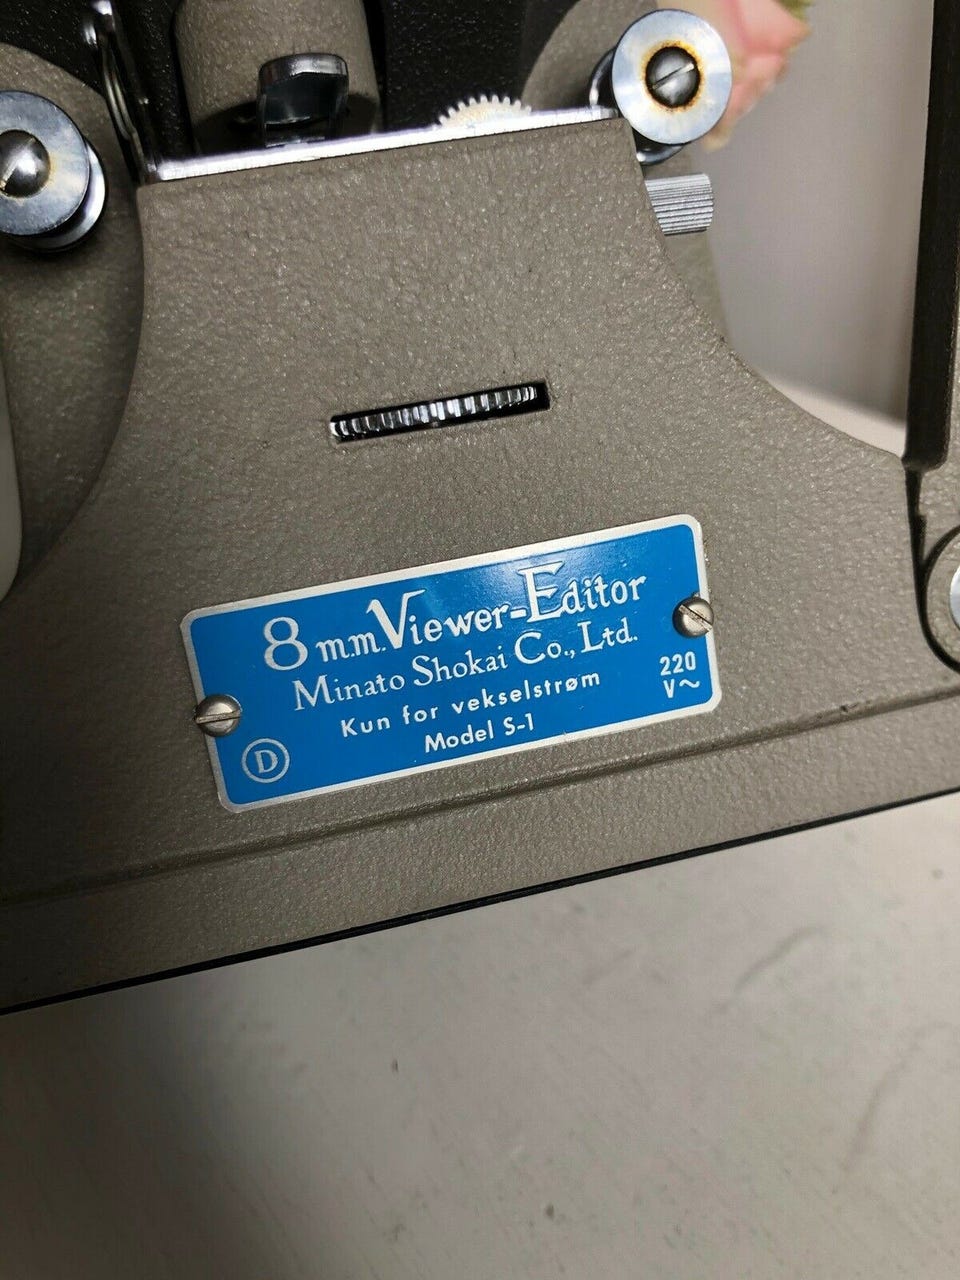 8 m.m. Viewer-Editor
Minato Shokai Co., Ltd.
Kun for vekselstrøm
Model S-1
220
V~
D